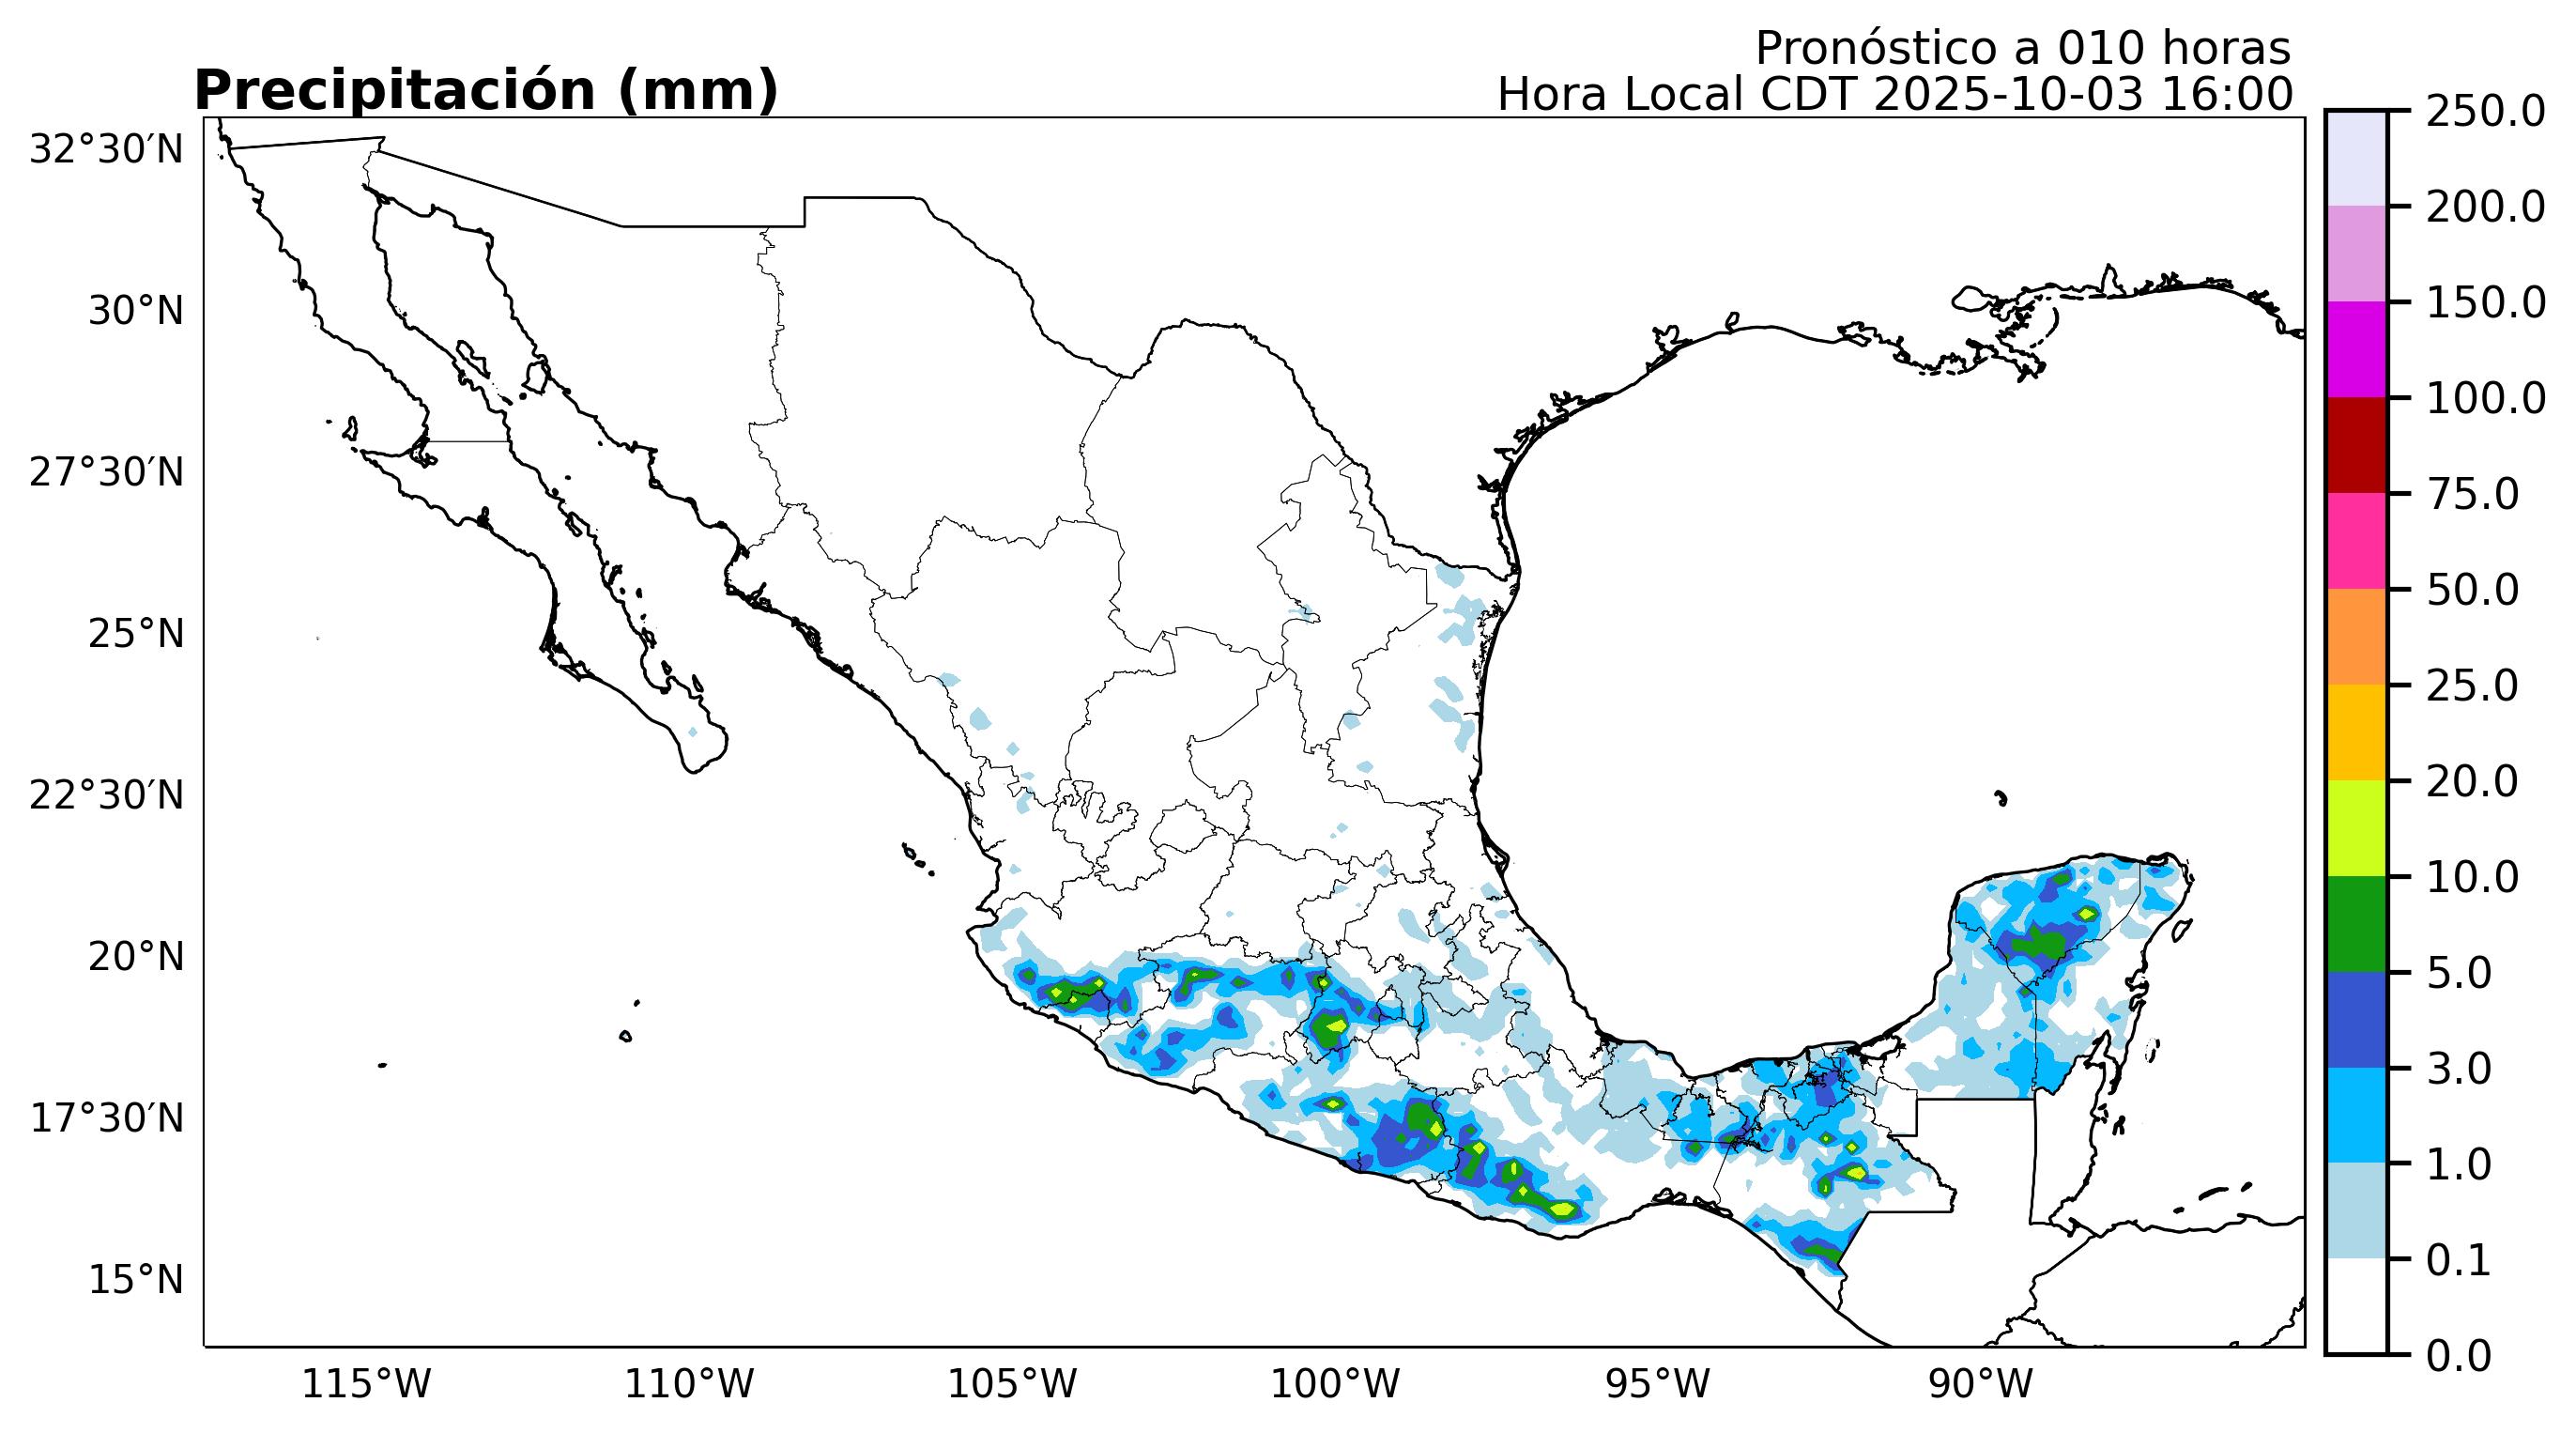 Pronóstico a 010 horas
Precipitación (mm)
Hora Local CDT 2025-10-03 16:00
32°30′N
30°N
27°30′N
25°N
22°30′N
20°N
17°30′N
15°N
115°W
110°W
105°W
100°W
95°W
90°W
250.0
200.0
150.0
100.0
75.0
50.0
25.0
20.0
10.0
5.0
3.0
1.0
0.1
0.0